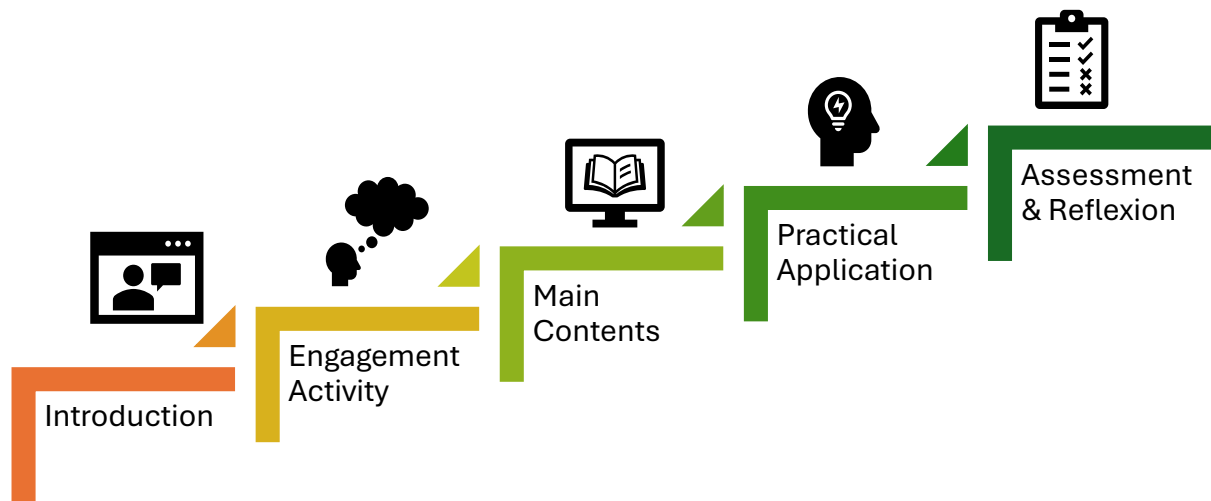 Introduction
Engagement
Activity
Main
Contents
Practical
Application
Assessment
& Reflexion